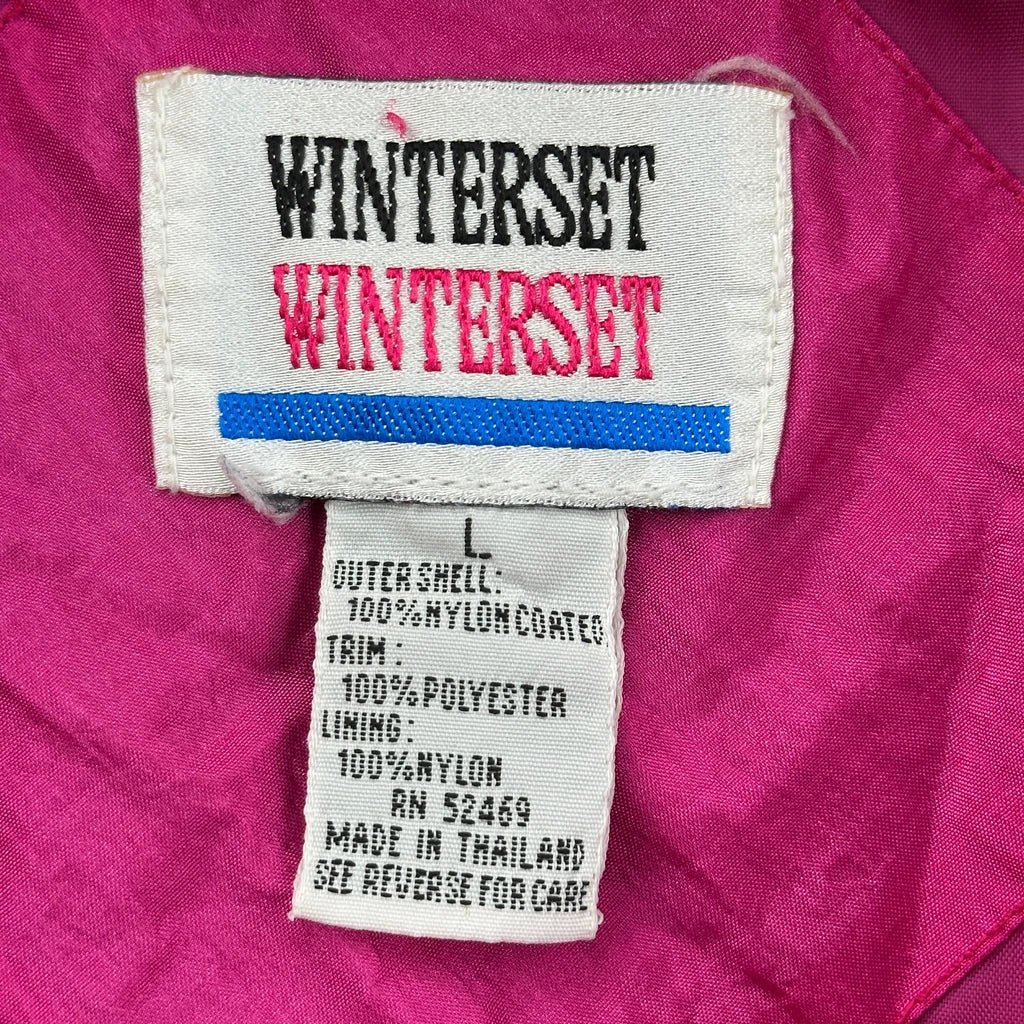 WINTERSET
WINTERSET
L.
OUTER SHELL:
100% NYLON COATED.
TRIM:
100% POLYESTER
LINING:
100% NYLON
RN 52469
MADE IN THAILAND
SEE REVERSE FOR CARE